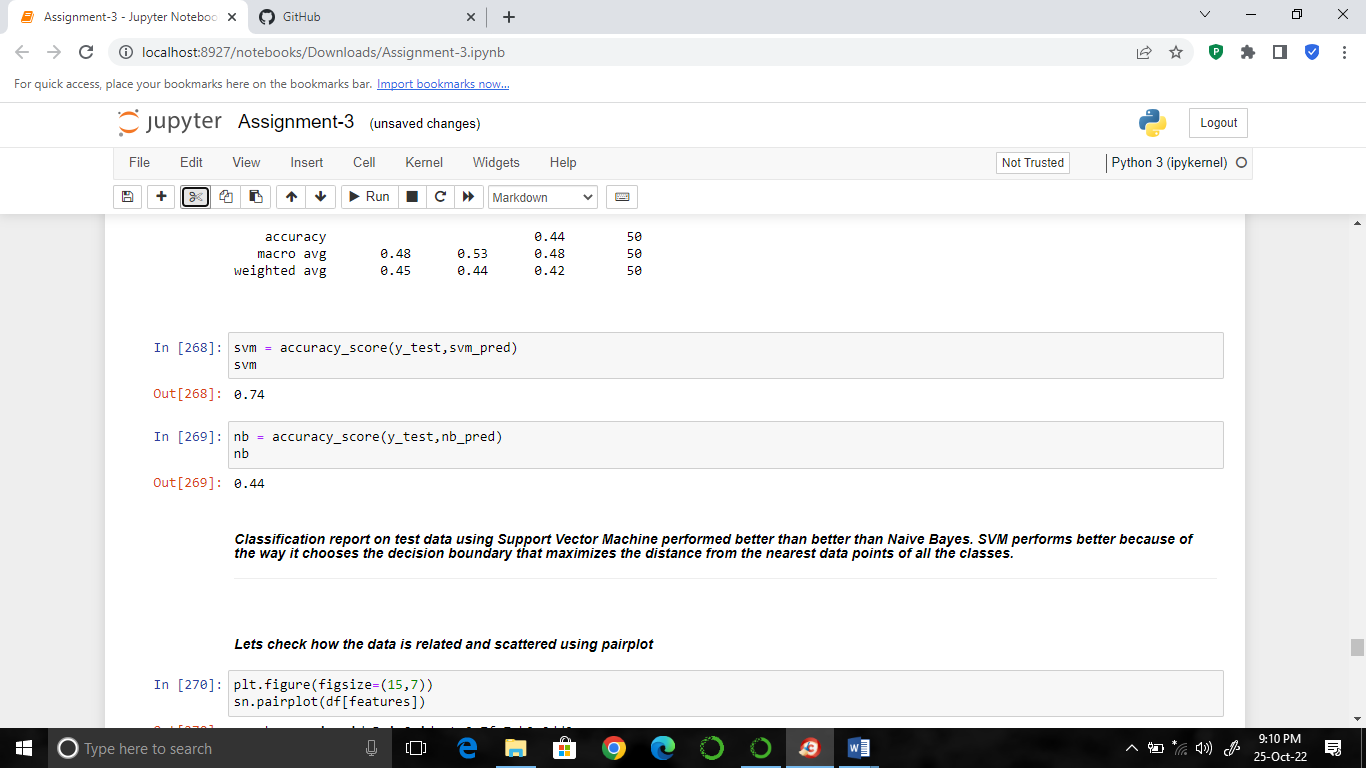 Assignment-3 - Jupyter Noteboo
GitHub
localhost:8927/notebooks/Downloads/Assignment-3.ipynb
For quick access, place your bookmarks here on the bookmarks bar. Import bookmarks now...
jupyter Assignment-3 (unsaved changes)
Logout
File Edit View Insert Cell Kernel Widgets Help
Not Trusted
Python 3 (ipykernel)
Run
Markdown
accuracy 0.44 50
macro avg 0.48 0.53 0.48 50
weighted avg 0.45 0.44 0.42 50
In [268]: svm = accuracy_score(y_test,svm_pred)
svm
Out[268]: 0.74
In [269]: nb = accuracy_score(y_test,nb_pred)
nb
Out[269]: 0.44
Classification report on test data using Support Vector Machine performed better than better than Naive Bayes. SVM performs better because of
the way it chooses the decision boundary that maximizes the distance from the nearest data points of all the classes.
Lets check how the data is related and scattered using pairplot
In [270]: plt.figure(figsize=(15,7))
sn.pairplot(df[features])
Type here to search
9:10 PM
25-Oct-22